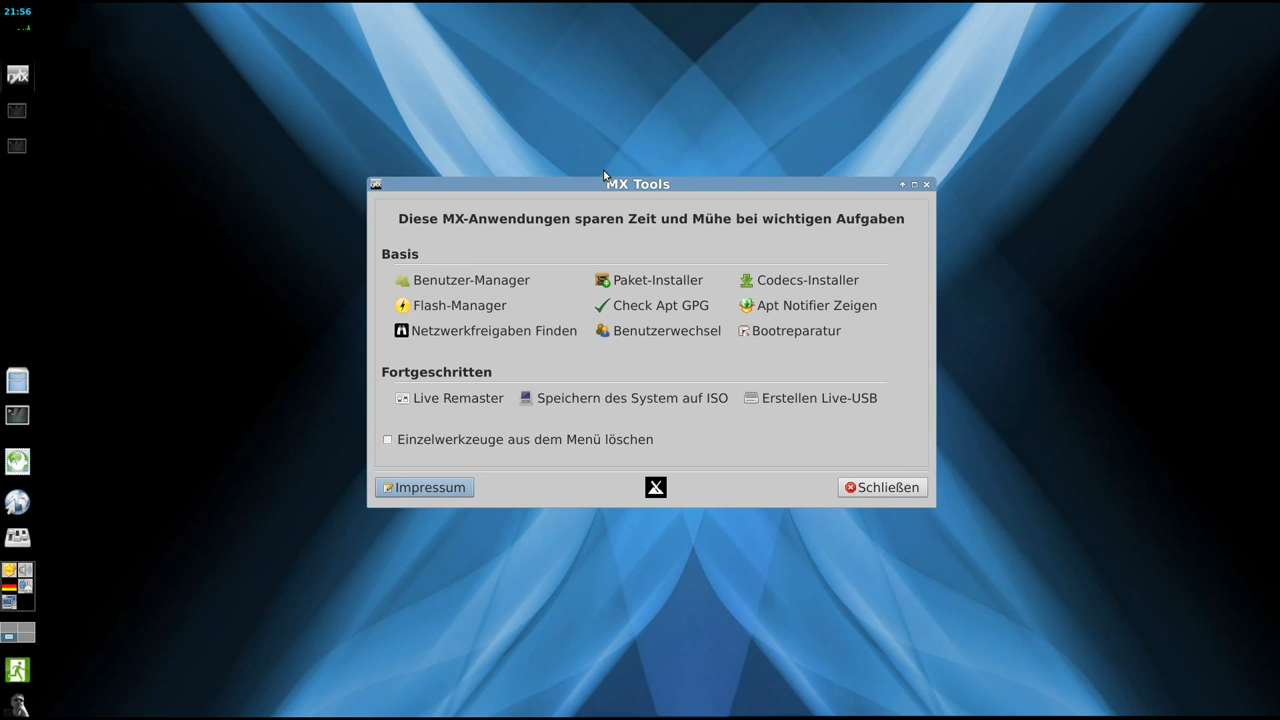 21:56
MX Tools
Diese MX-Anwendungen sparen Zeit und Mühe bei wichtigen Aufgaben
Basis
Benutzer-Manager Paket-Installer Codecs-Installer
Flash-Manager Check Apt GPG Apt Notifier Zeigen
Netzwerkfreigaben Finden Benutzerwechsel Bootreparatur
Fortgeschritten
Live Remaster Speichern des System auf ISO Erstellen Live-USB
Einzelwerkzeuge aus dem Menü löschen
Impressum Schließen